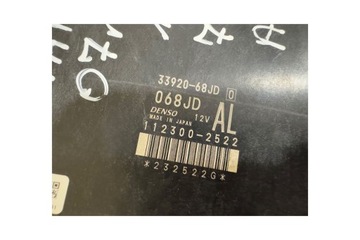 33920-68JD 0
068JD
DENSO 12V AL
MADE IN JAPAN
112300-2522
*232522G*